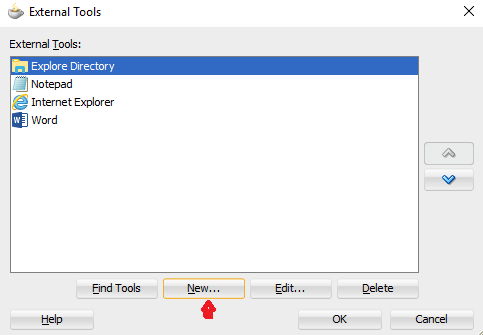 External Tools
External Tools:
Explore Directory
Notepad
Internet Explorer
Word
Find Tools New... Edit... Delete
Help OK Cancel